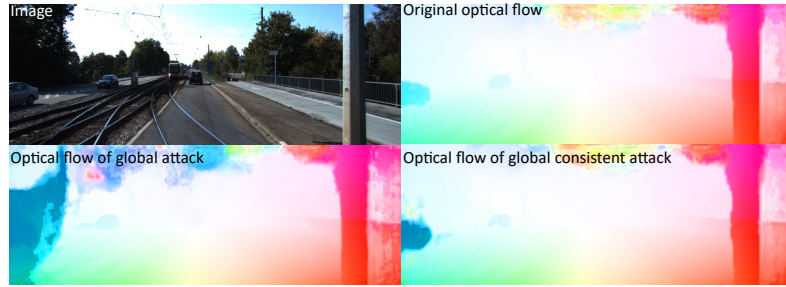 Image
Original optical flow
Optical flow of global attack
Optical flow of global consistent attack